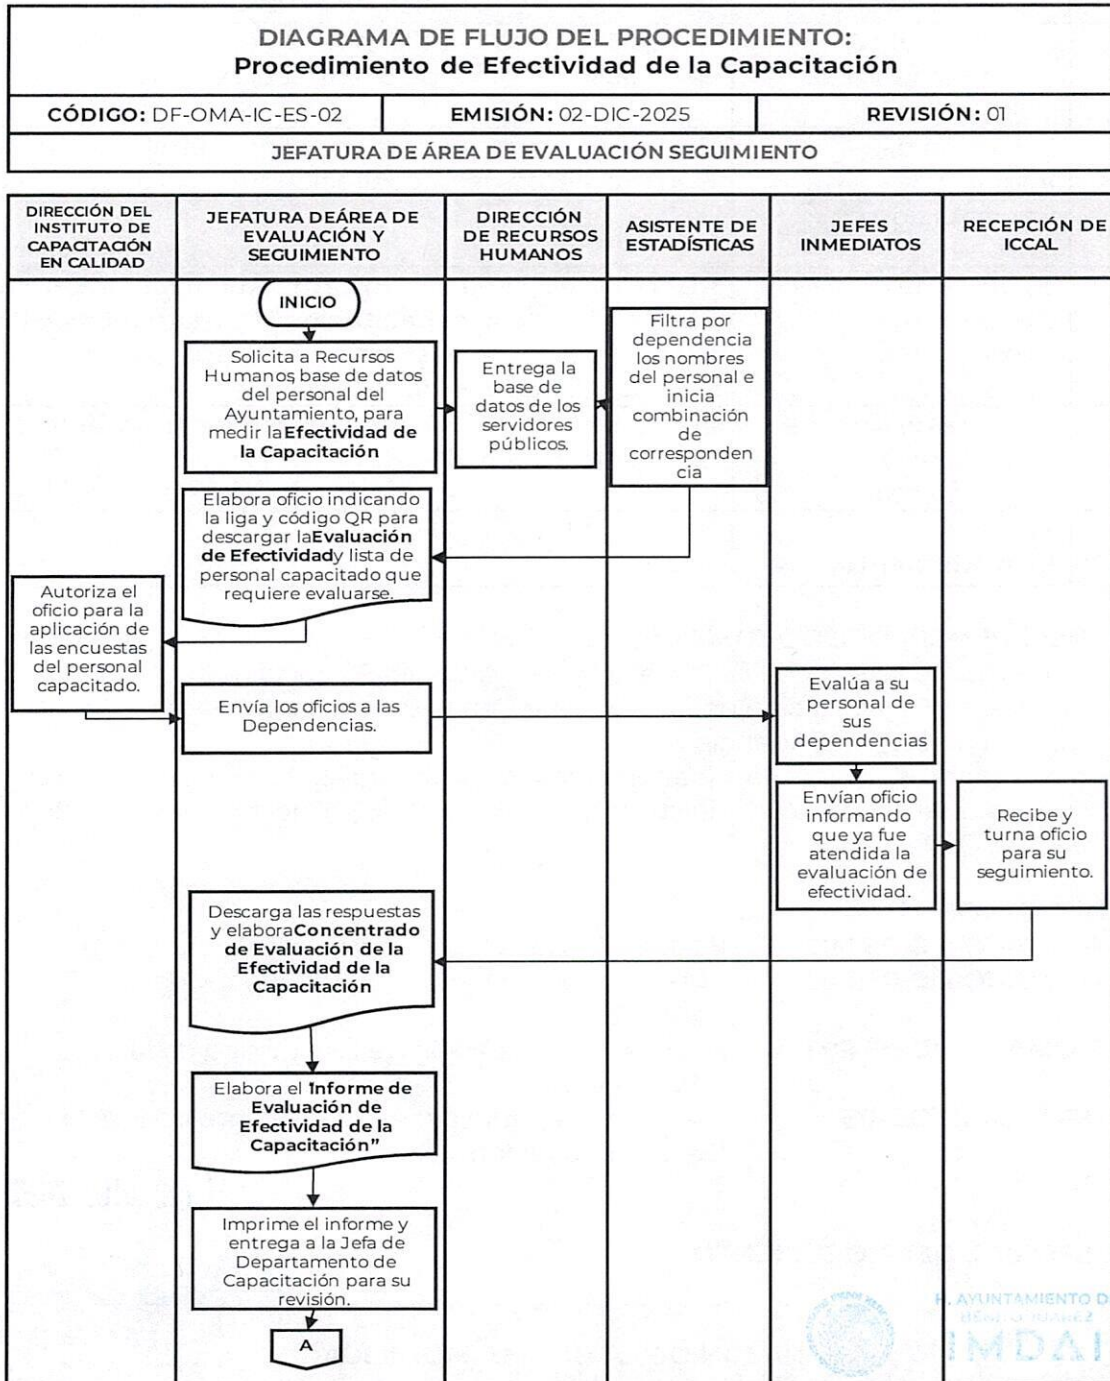 DIAGRAMA DE FLUJO DEL PROCEDIMIENTO:
Procedimiento de Efectividad de la Capacitación
CÓDIGO: DF-OMA-IC-ES-02
EMISIÓN: 02-DIC-2025
REVISIÓN: 01
JEFATURA DE ÁREA DE EVALUACIÓN SEGUIMIENTO
DIRECCIÓN DEL
INSTITUTO DE
CAPACITACIÓN
EN CALIDAD
JEFATURA DEÁREA DE
EVALUACIÓN Y
SEGUIMIENTO
DIRECCIÓN
DE RECURSOS
HUMANOS
ASISTENTE DE
ESTADÍSTICAS
JEFES
INMEDIATOS
RECEPCIÓN DE
ICCAL
INICIO
Solicita a Recursos
Humanos, base de datos
del personal del
Ayuntamiento, para
medir la Efectividad de
la Capacitación
Entrega la
base de
datos de los
servidores
públicos.
Filtra por
dependencia
los nombres
del personal e
inicia
combinación
de
corresponden
cia
Elabora oficio indicando
la liga y código QR para
descargar la Evaluación
de Efectividad y lista de
personal capacitado que
requiere evaluarse.
Autoriza el
oficio para la
aplicación de
las encuestas
del personal
capacitado.
Envía los oficios a las
Dependencias.
Evalúa a su
personal de
sus
dependencias
Envían oficio
informando
que ya fue
atendida la
evaluación de
efectividad.
Recibe y
turna oficio
para su
seguimiento.
Descarga las respuestas
y elabora Concentrado
de Evaluación de la
Efectividad de la
Capacitación
Elabora el "Informe de
Evaluación de
Efectividad de la
Capacitación"
Imprime el informe y
entrega a la Jefa de
Departamento de
Capacitación para su
revisión.
A
H. AYUNTAMIENTO D
BENITO JUÁREZ
IMDAI